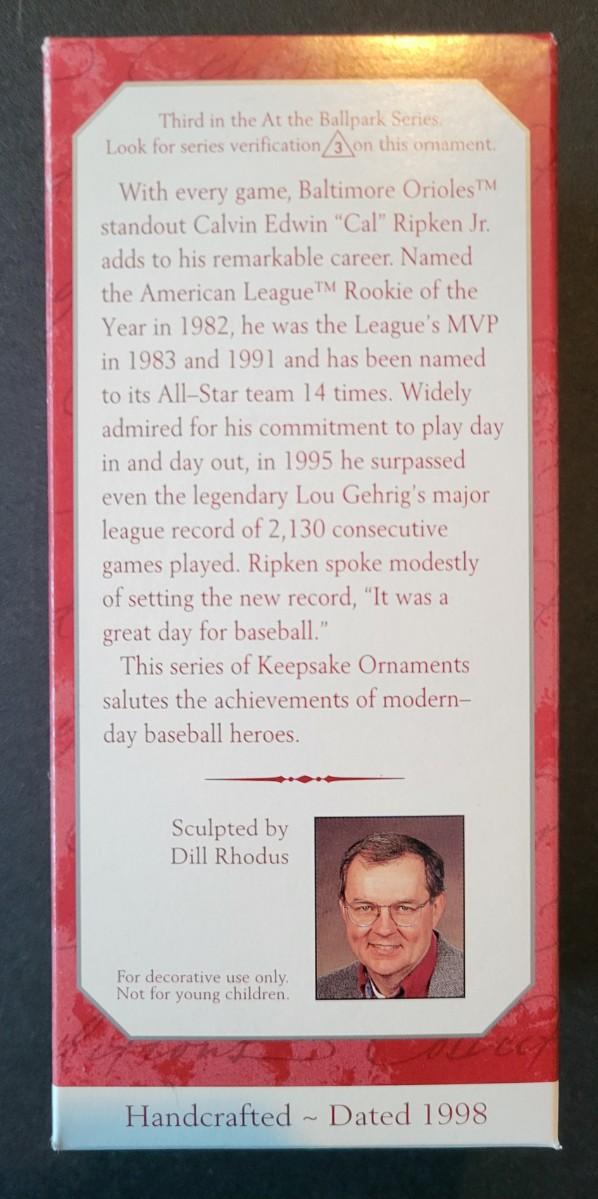 Third in the At the Ballpark Series.
Look for series verification 3 on this ornament.
With every game, Baltimore Orioles™
standout Calvin Edwin “Cal” Ripken Jr.
adds to his remarkable career. Named
the American League™ Rookie of the
Year in 1982, he was the League’s MVP
in 1983 and 1991 and has been named
to its All–Star team 14 times. Widely
admired for his commitment to play day
in and day out, in 1995 he surpassed
even the legendary Lou Gehrig’s major
league record of 2,130 consecutive
games played. Ripken spoke modestly
of setting the new record, “It was a
great day for baseball.”
This series of Keepsake Ornaments
salutes the achievements of modern–
day baseball heroes.
Sculpted by
Dill Rhodus
For decorative use only.
Not for young children.
Handcrafted ~ Dated 1998